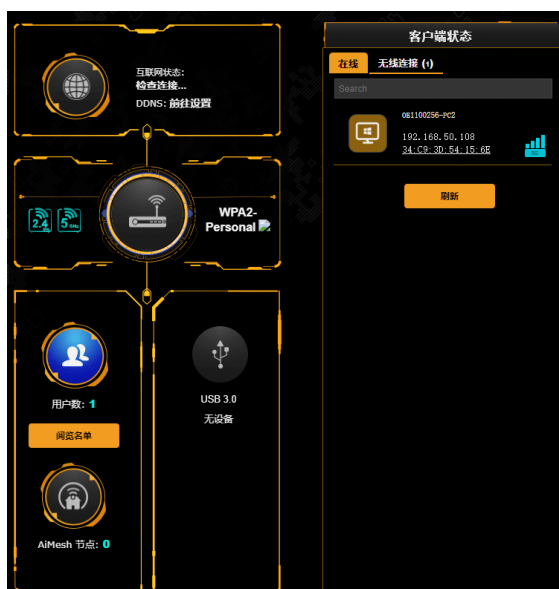 互联网状态:
检查连接...
DDNS: 前往设置
2.4
5 GHz
WPA2-
Personal
用户数: 1
阅览名单
AiMesh 节点: 0
USB 3.0
无设备
客户端状态
在线
无线连接 (1)
Search
OE1100256-PC2
192.168.50.108
34:C9:3D:54:15:6E
刷新